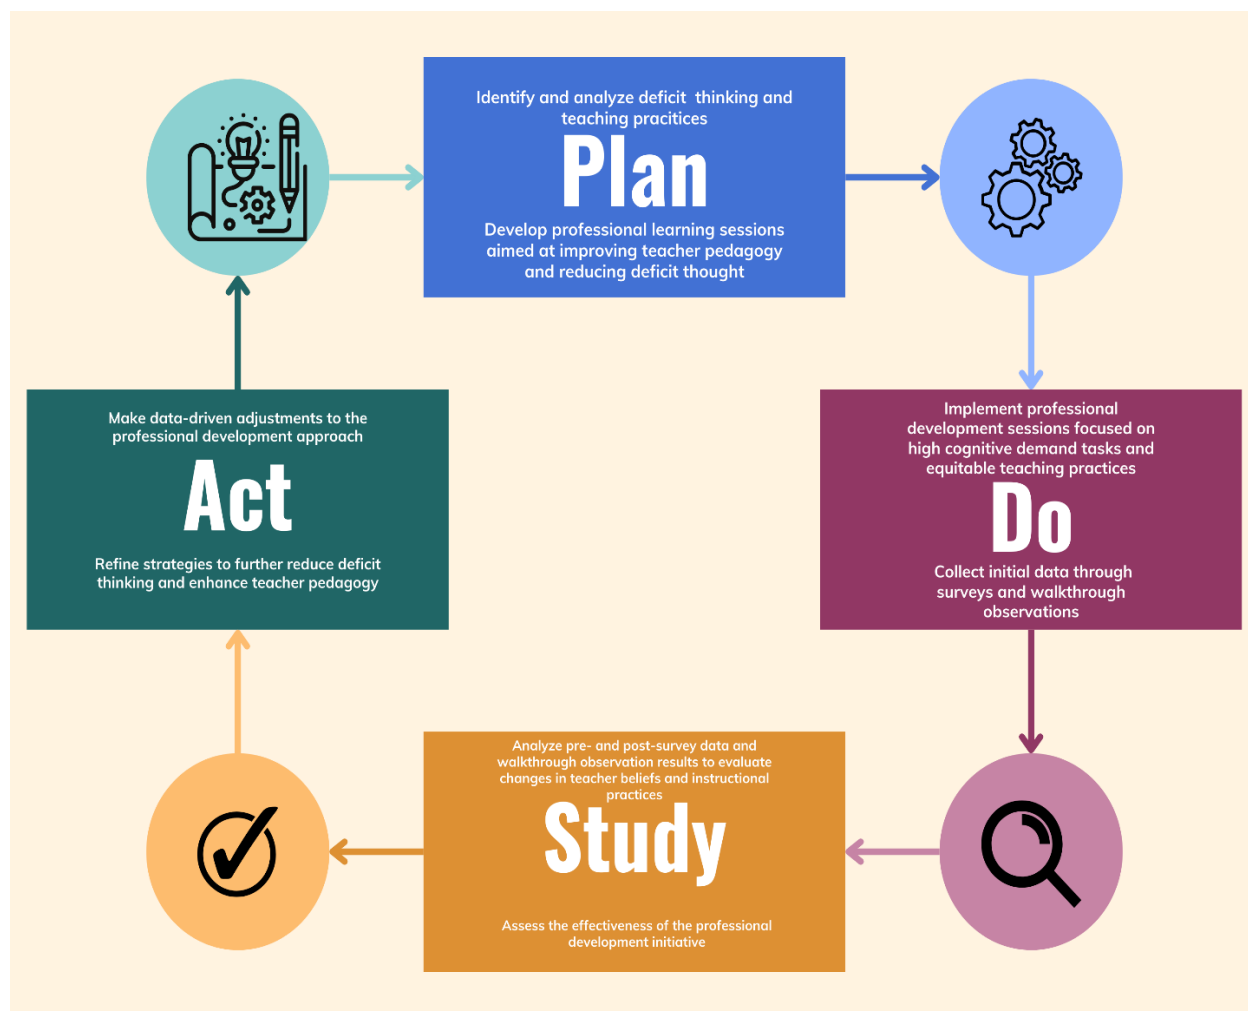 Identify and analyze deficit  thinking and
teaching pracitices
Plan
Develop professional learning sessions
aimed at improving teacher pedagogy
and reducing deficit thought
Implement professional
development sessions focused on
high cognitive demand tasks and
equitable teaching practices
Do
Collect initial data through
surveys and walkthrough
observations
Analyze pre- and post-survey data and
walkthrough observation results to evaluate
changes in teacher beliefs and instructional
practices
Study
Assess the effectiveness of the professional
development initiative
Make data-driven adjustments to the
professional development approach
Act
Refine strategies to further reduce deficit
thinking and enhance teacher pedagogy